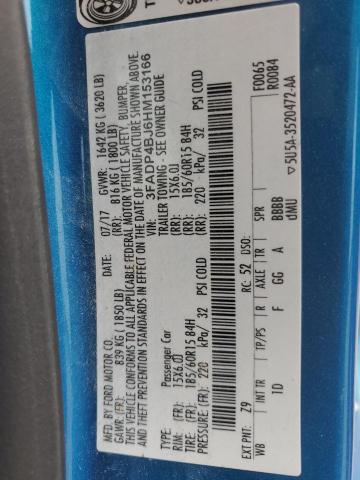 MFD. BY FORD MOTOR CO.
DATE: 07/17 GVWR: 1642 KG ( 3620 LB)
GAWR: (FR): 839 KG ( 1850 LB) (RR): 816 KG ( 1800 LB)
THIS VEHICLE CONFORMS TO ALL APPLICABLE FEDERAL MOTOR VEHICLE SAFETY, BUMPER,
AND THEFT PREVENTION STANDARDS IN EFFECT ON THE DATE OF MANUFACTURE SHOWN ABOVE.
VIN: 3FADP4BJ6HM153166
TYPE: Passenger Car TRAILER TOWING - SEE OWNER GUIDE
RIM: (FR): 15X6.0J (RR): 15X6.0J
TIRE: (FR): 185/60R15 84H (RR): 185/60R15 84H
PRESSURE: (FR): 220 kPa/ 32 PSI COLD (RR): 220 kPa/ 32 PSI COLD
EXT PNT: Z9 RC: 52 DSO: F0065
R0084
WB INT TR TP/PS R AXLE TR SPR
1D F GG A BBBB UMU
▽5U5A-3520472-AA